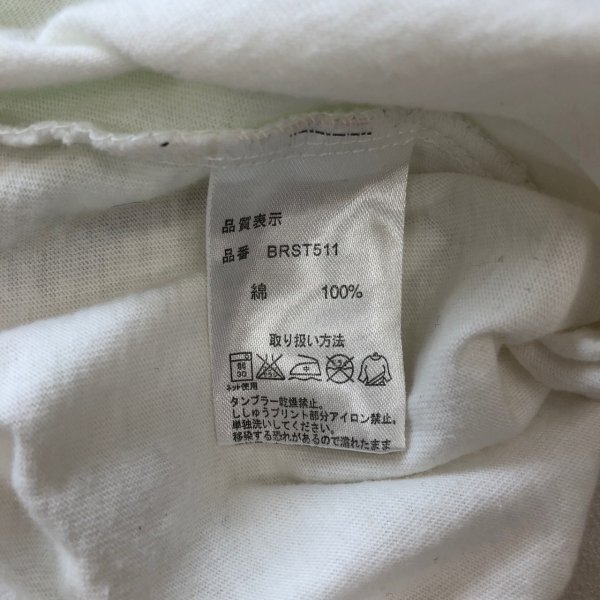 品質表示
品番 BRST511
綿 100%
取り扱い方法
弱 30 中
ネット使用
タンブラー乾燥禁止。
ししゅうプリント部分アイロン禁止。
単独洗いしてください。
移染する恐れがあるので濡れたまま